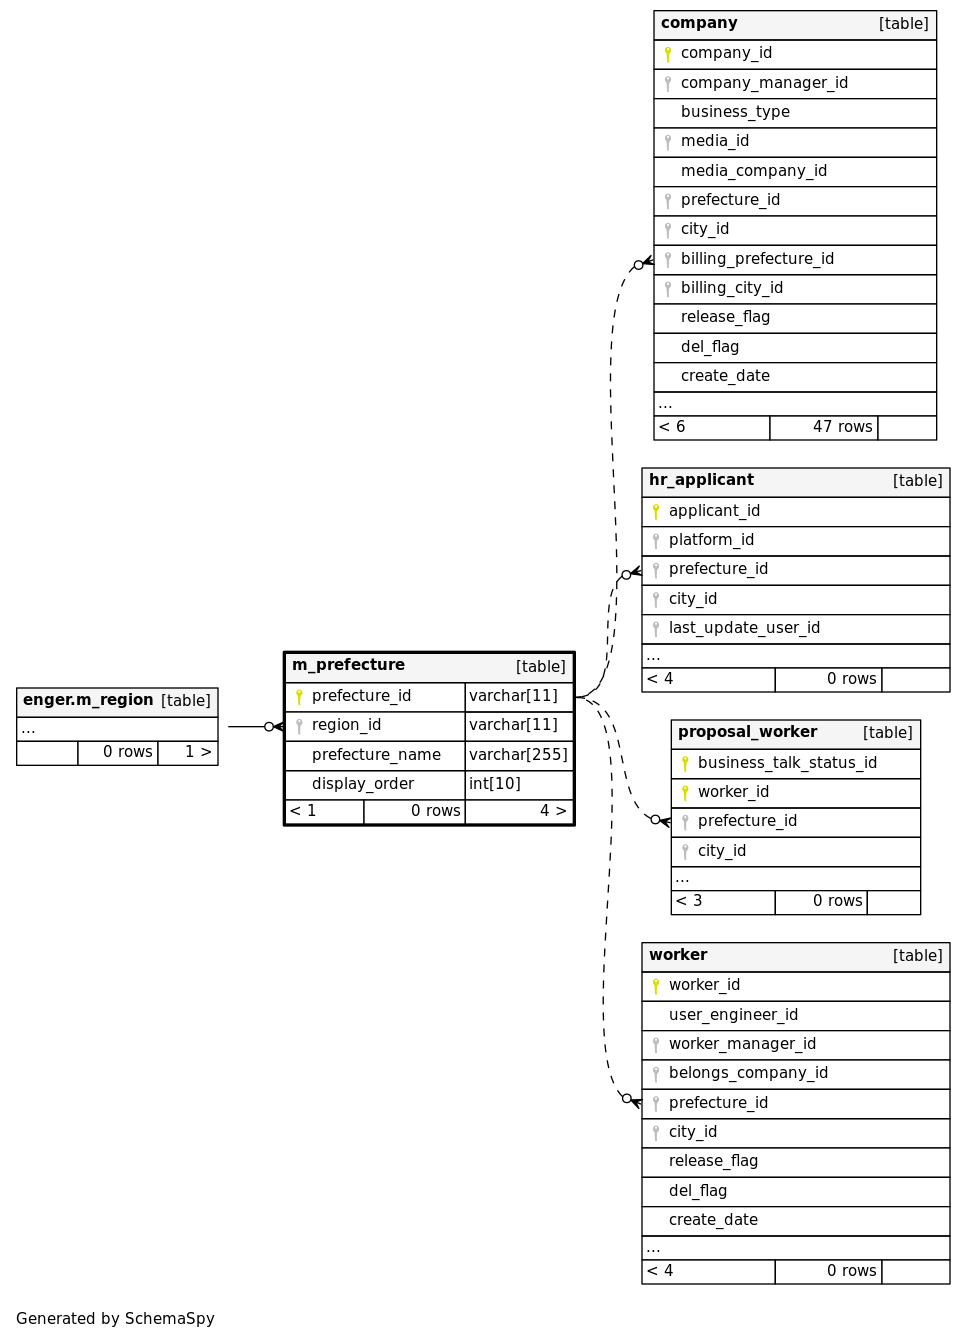 company [table]
company_id
company_manager_id
business_type
media_id
media_company_id
prefecture_id
city_id
billing_prefecture_id
billing_city_id
release_flag
del_flag
create_date
...
< 6 47 rows
hr_applicant [table]
applicant_id
platform_id
prefecture_id
city_id
last_update_user_id
...
< 4 0 rows
m_prefecture [table]
prefecture_id varchar[11]
region_id varchar[11]
prefecture_name varchar[255]
display_order int[10]
< 1 0 rows 4 >
enger.m_region [table]
...
0 rows 1 >
proposal_worker [table]
business_talk_status_id
worker_id
prefecture_id
city_id
...
< 3 0 rows
worker [table]
worker_id
user_engineer_id
worker_manager_id
belongs_company_id
prefecture_id
city_id
release_flag
del_flag
create_date
...
< 4 0 rows
Generated by SchemaSpy